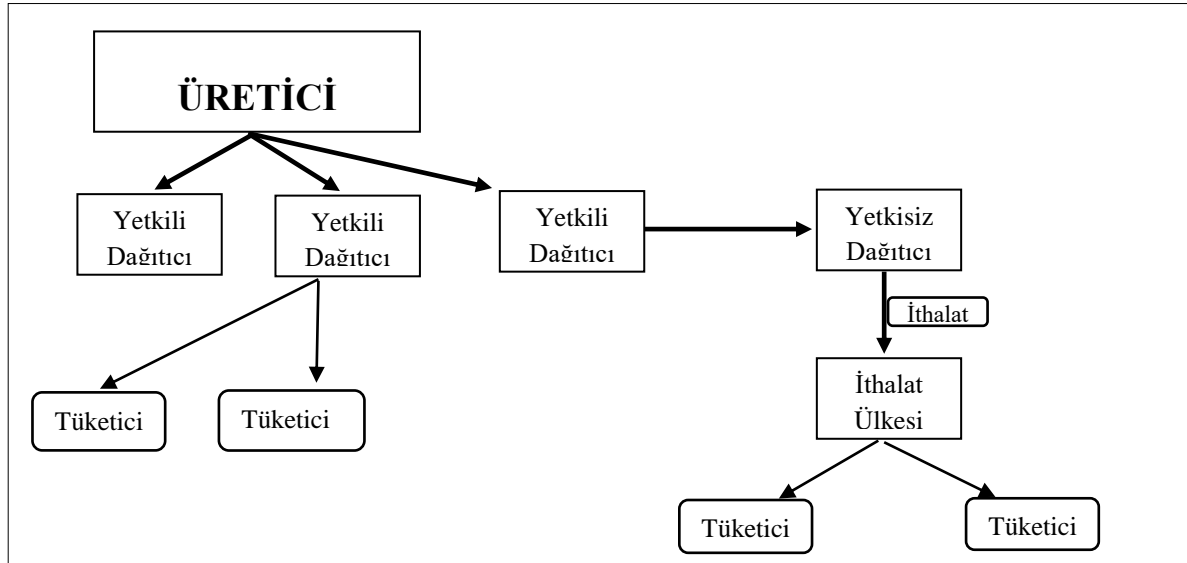 ÜRETİCİ
Yetkili
Dağıtıcı
Yetkili
Dağıtıcı
Yetkili
Dağıtıcı
Yetkisiz
Dağıtıcı
İthalat
İthalat
Ülkesi
Tüketici
Tüketici
Tüketici
Tüketici